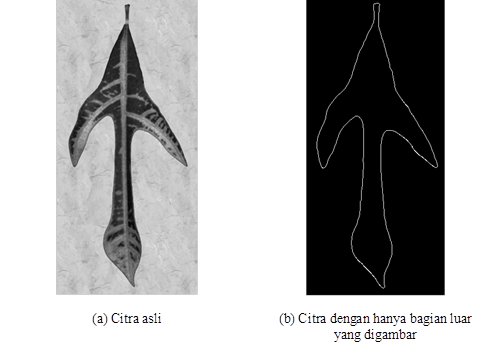 (a) Citra asli
(b) Citra dengan hanya bagian luar
yang digambar